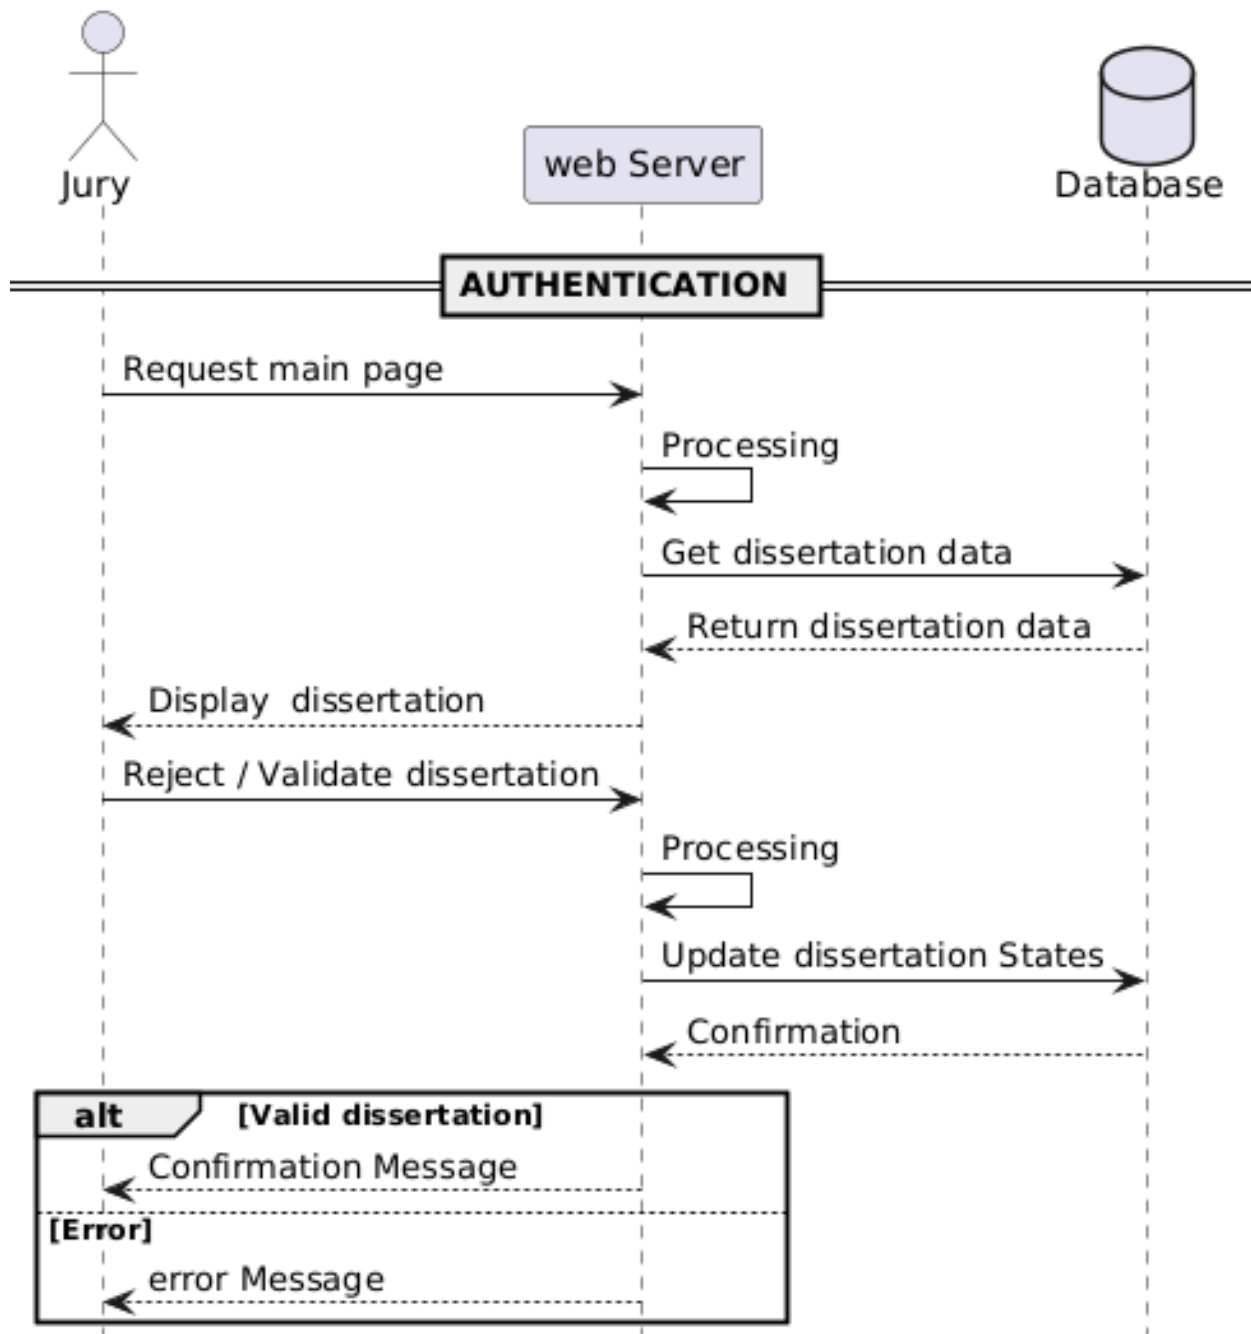 Jury
web Server
Database
AUTHENTICATION
Request main page
Processing
Get dissertation data
Return dissertation data
Display  dissertation
Reject / Validate dissertation
Processing
Update dissertation States
Confirmation
alt [Valid dissertation]
Confirmation Message
[Error]
error Message